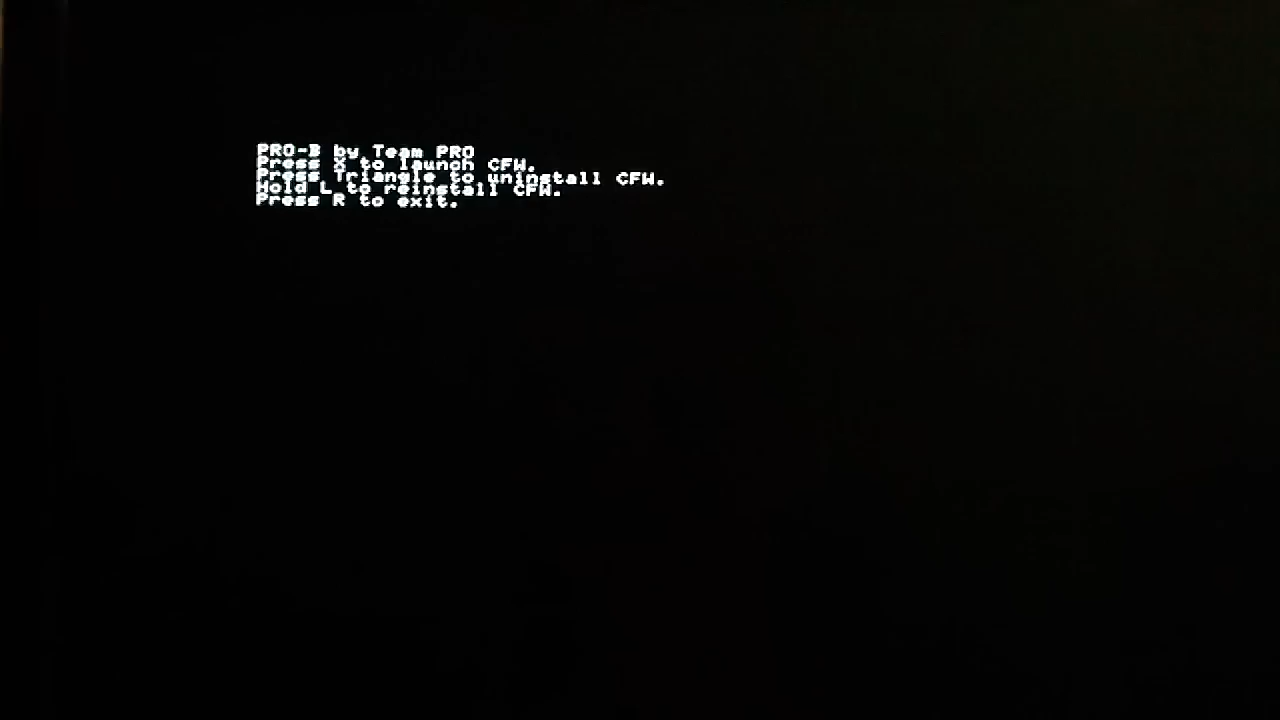 PRO-B by Team PRO
Press X to launch CFW.
Press Triangle to uninstall CFW.
Hold L to reinstall CFW.
Press R to exit.